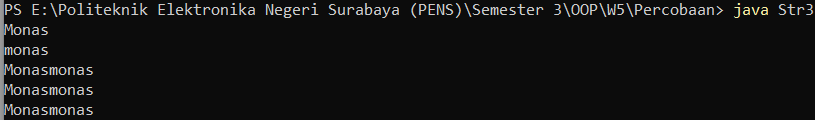 PS E:\Politeknik Elektronika Negeri Surabaya (PENS)\Semester 3\OOP\W5\Percobaan> java Str3
Monas
monas
Monasmonas
Monasmonas
Monasmonas